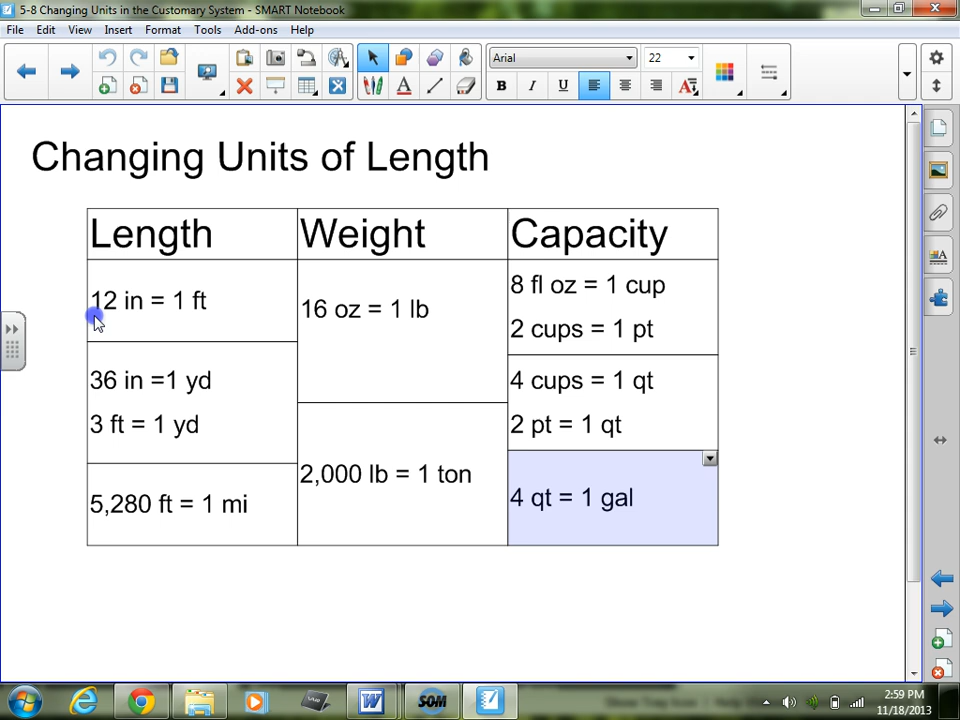 5-8 Changing Units in the Customary System - SMART Notebook
File Edit View Insert Format Tools Add-ons Help
Arial 22
B I U
Changing Units of Length
Length Weight Capacity
12 in = 1 ft
16 oz = 1 lb
8 fl oz = 1 cup
2 cups = 1 pt
36 in =1 yd
3 ft = 1 yd
4 cups = 1 qt
2 pt = 1 qt
5,280 ft = 1 mi
2,000 lb = 1 ton
4 qt = 1 gal
SOM
2:59 PM
11/18/2013